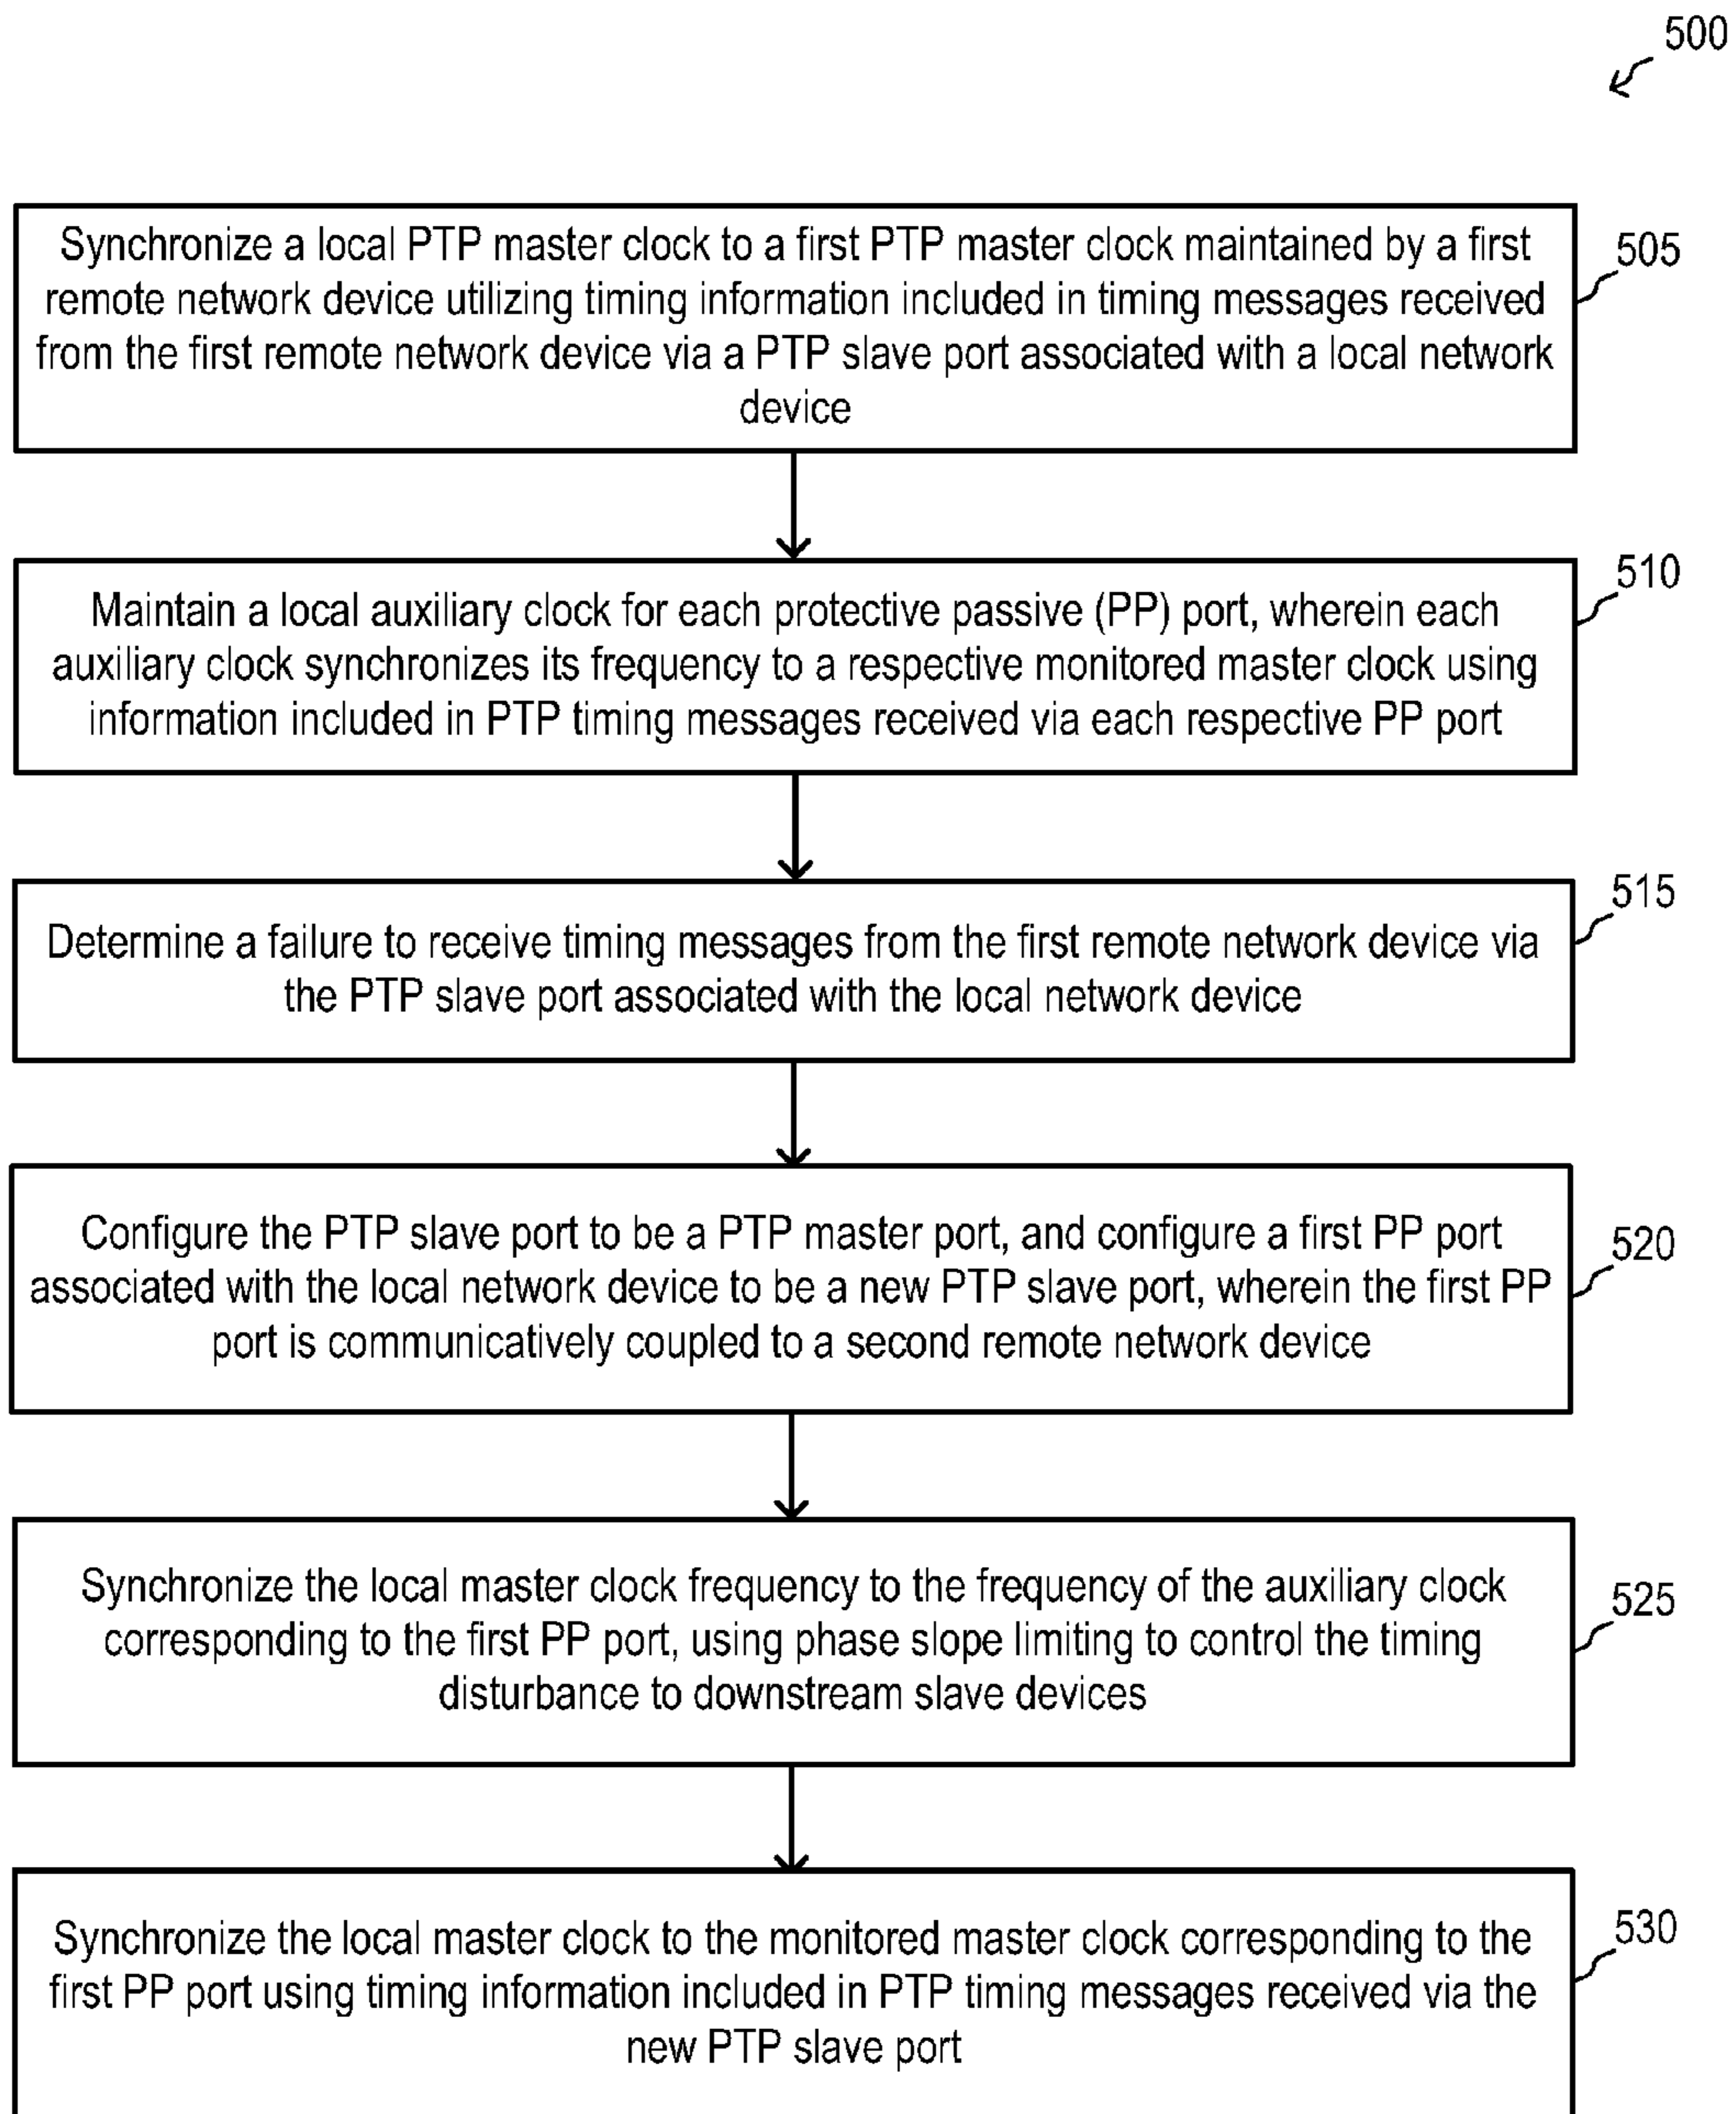 500
Synchronize a local PTP master clock to a first PTP master clock maintained by a first
remote network device utilizing timing information included in timing messages received
from the first remote network device via a PTP slave port associated with a local network
device
505
Maintain a local auxiliary clock for each protective passive (PP) port, wherein each
auxiliary clock synchronizes its frequency to a respective monitored master clock using
information included in PTP timing messages received via each respective PP port
510
Determine a failure to receive timing messages from the first remote network device via
the PTP slave port associated with the local network device
515
Configure the PTP slave port to be a PTP master port, and configure a first PP port
associated with the local network device to be a new PTP slave port, wherein the first PP
port is communicatively coupled to a second remote network device
520
Synchronize the local master clock frequency to the frequency of the auxiliary clock
corresponding to the first PP port, using phase slope limiting to control the timing
disturbance to downstream slave devices
525
Synchronize the local master clock to the monitored master clock corresponding to the
first PP port using timing information included in PTP timing messages received via the
new PTP slave port
530